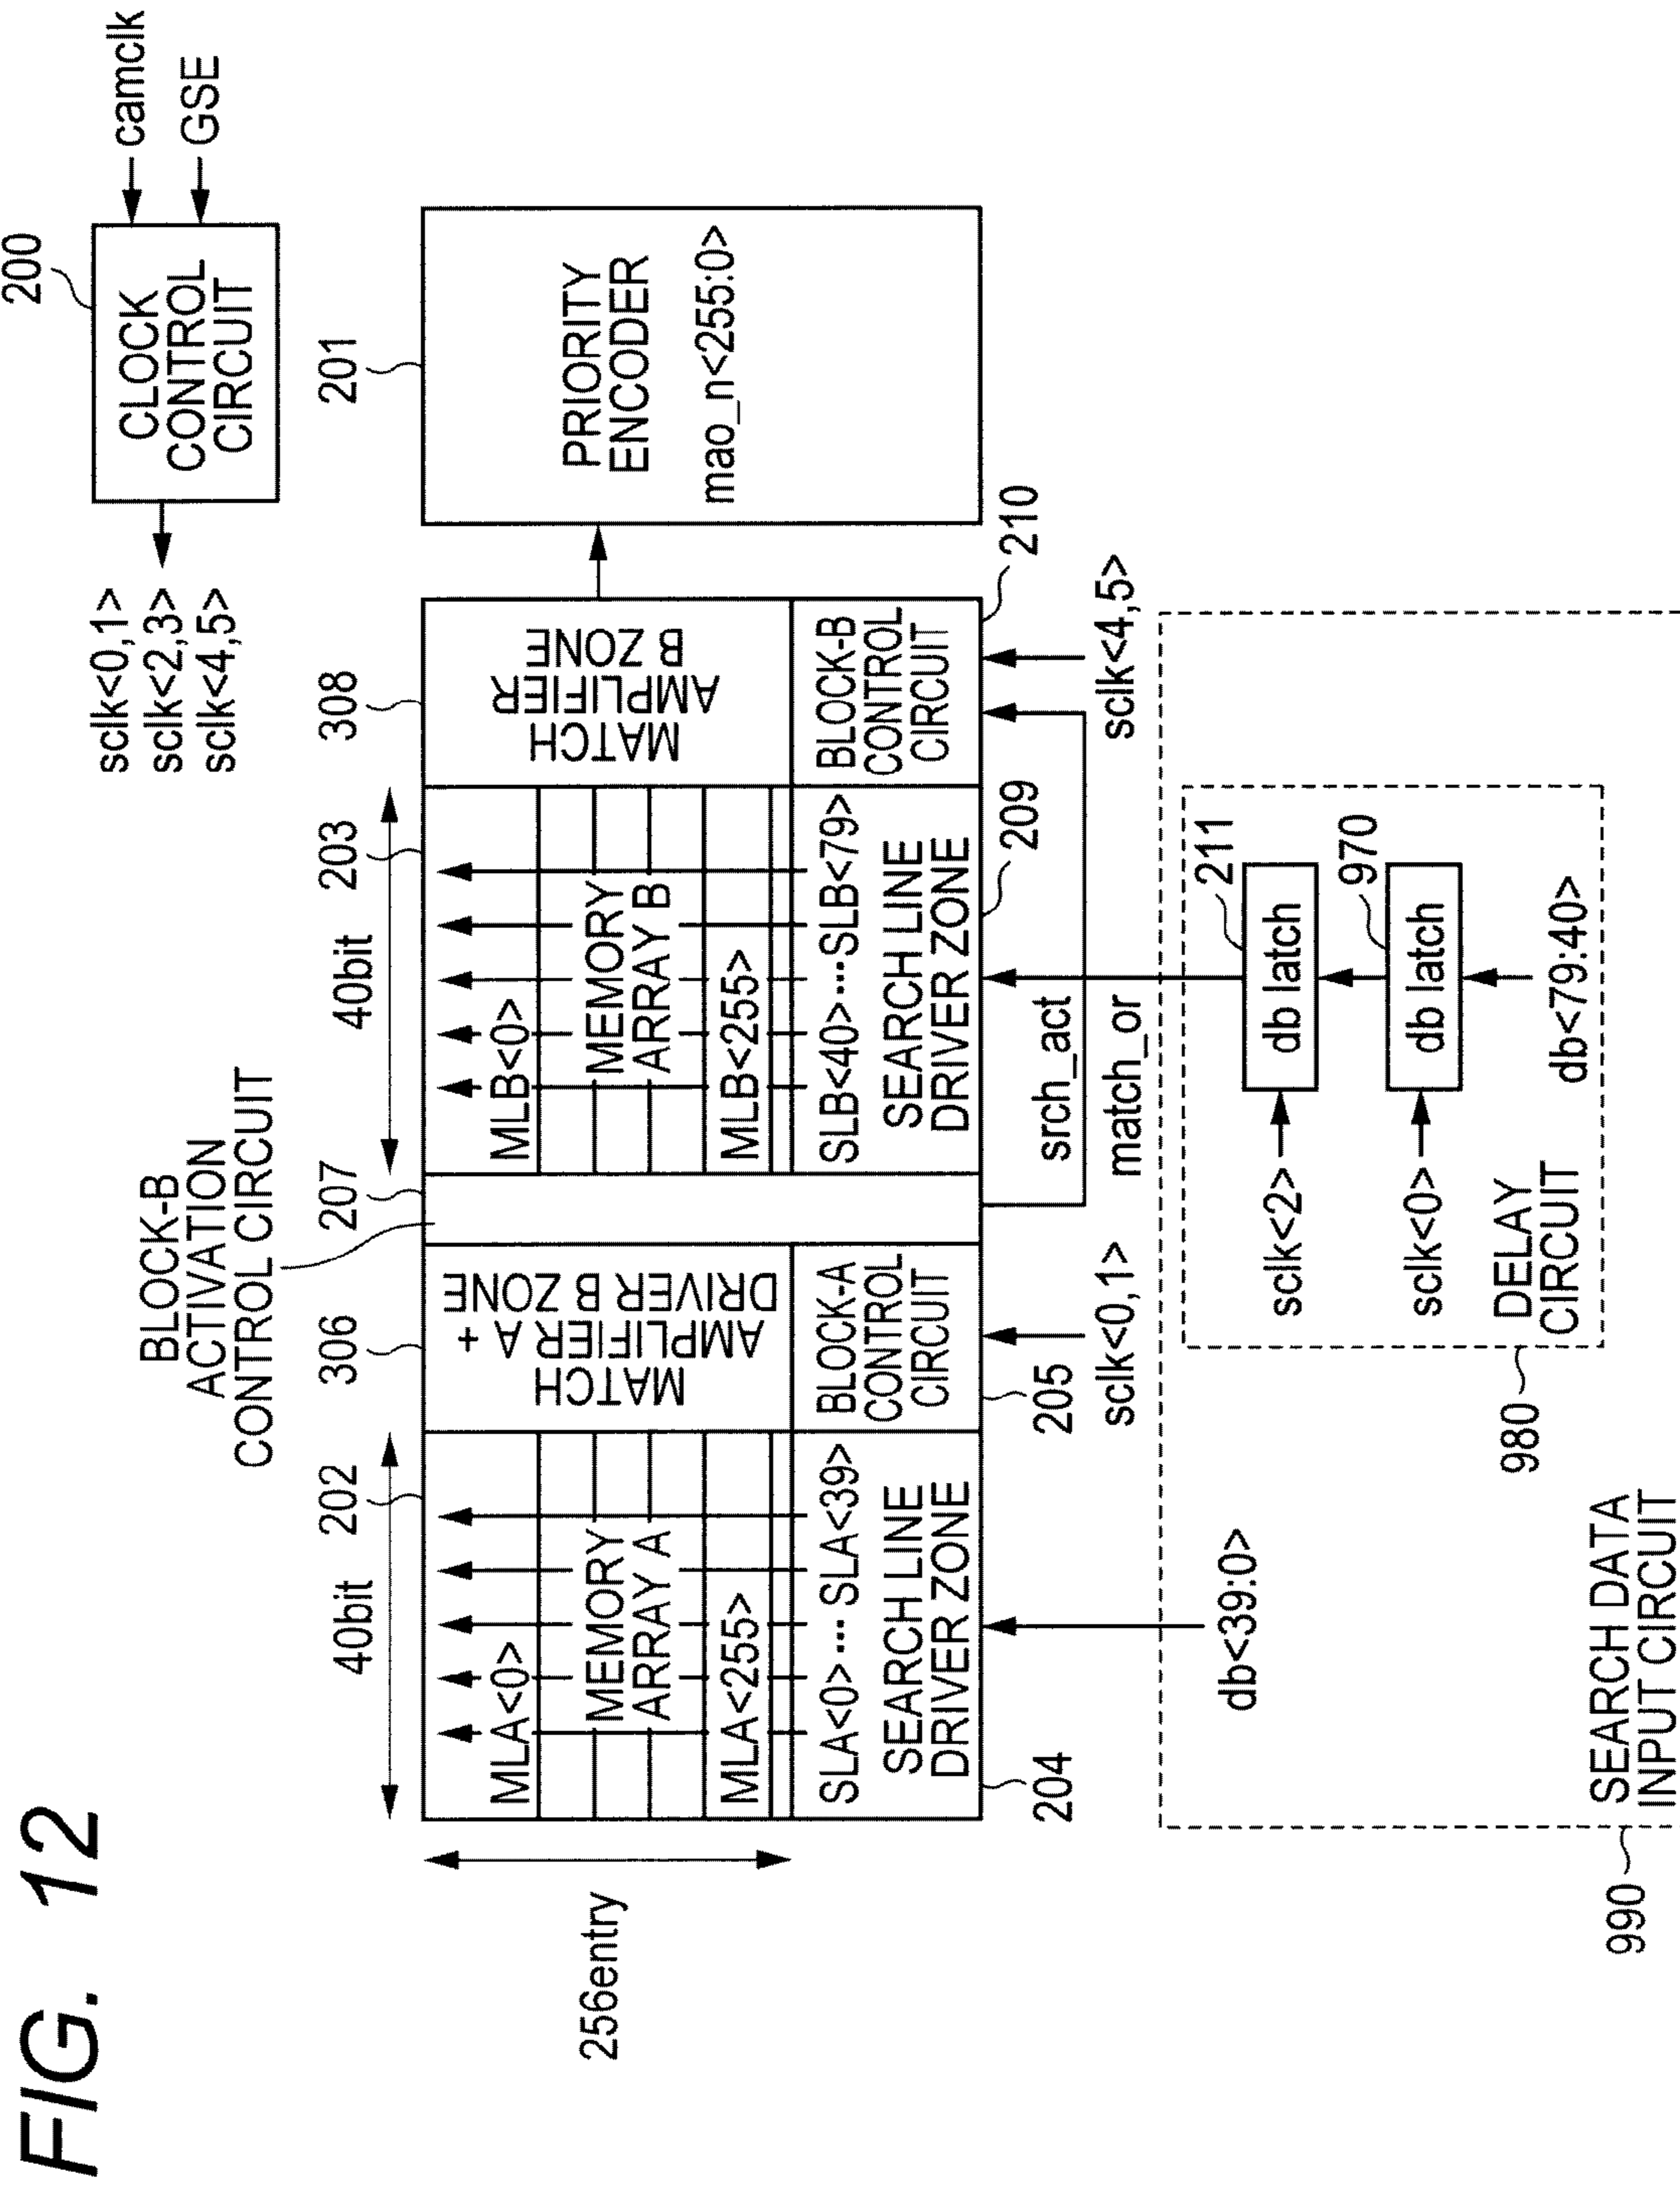 FIG. 12
200
CLOCK
CONTROL
CIRCUIT
camclk
GSE
sclk<0,1>
sclk<2,3>
sclk<4,5>
BLOCK-B
ACTIVATION
CONTROL CIRCUIT
40bit
202
306
207
40bit
203
308
201
256entry
MLA<0>
MEMORY
ARRAY A
MLA<255>
SLA<0> ... SLA<39>
SEARCH LINE
DRIVER ZONE
204
MATCH
AMPLIFIER A +
DRIVER B ZONE
BLOCK-A
CONTROL
CIRCUIT
205
sclk<0,1>
MLB<0>
MEMORY
ARRAY B
MLB<255>
SLB<40>...SLB<79>
SEARCH LINE
DRIVER ZONE
209
MATCH
AMPLIFIER
B ZONE
BLOCK-B
CONTROL
CIRCUIT
210
sclk<4,5>
PRIORITY
ENCODER
mao_n<255:0>
srch_act
match_or
db<39:0>
211
db latch
sclk<2>
970
db latch
sclk<0>
db<79:40>
DELAY
CIRCUIT
980
SEARCH DATA
INPUT CIRCUIT
990